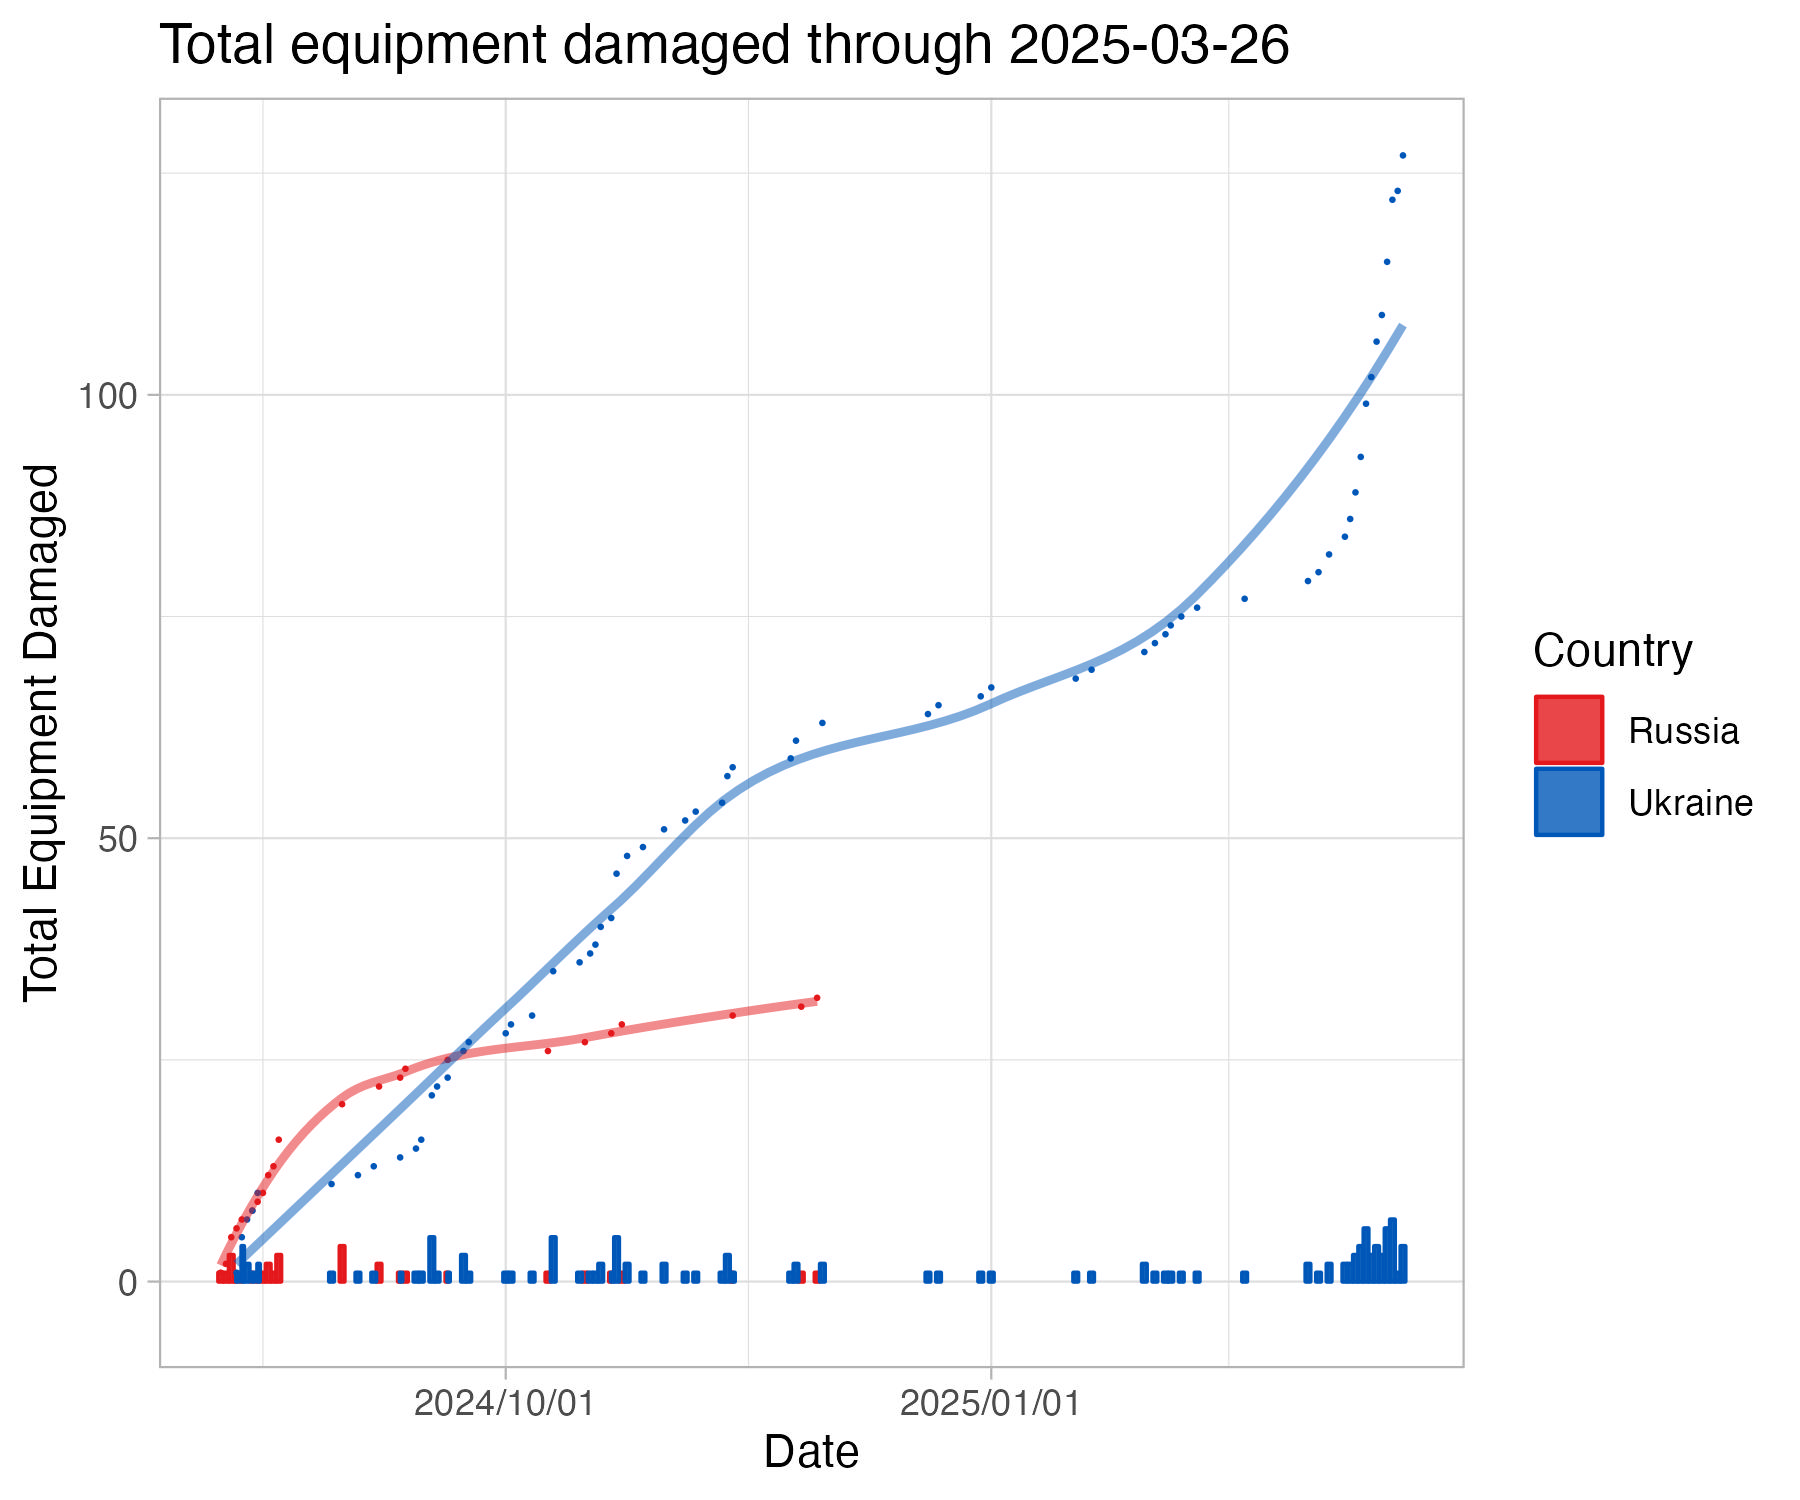 Total equipment damaged through 2025-03-26
Total Equipment Damaged
100
50
0
2024/10/01
2025/01/01
Date
Country
Russia
Ukraine